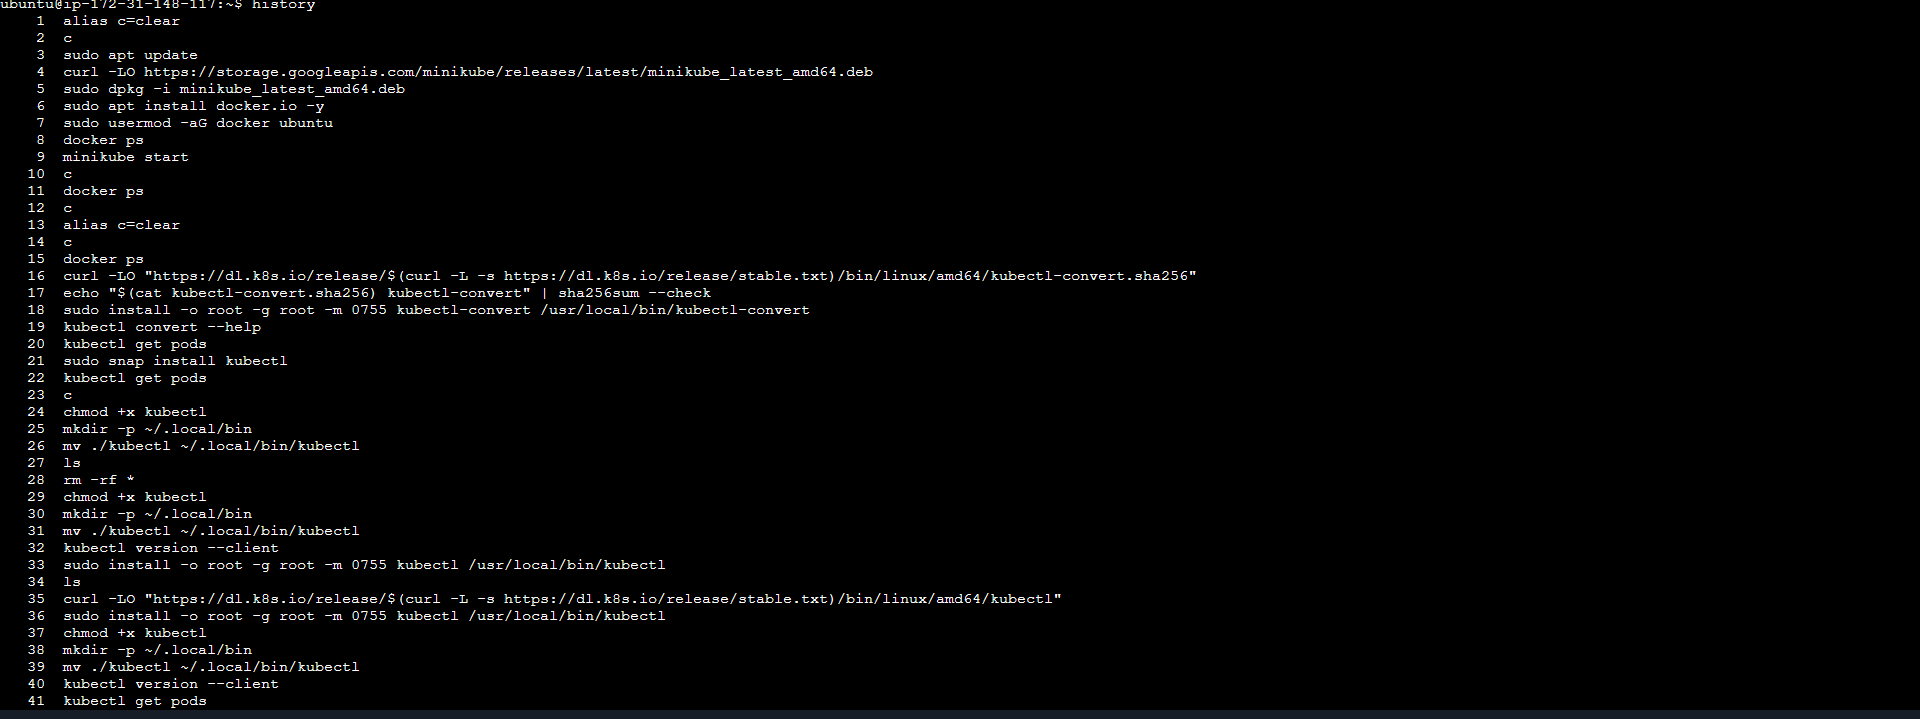 ubuntu@ip-172-31-148-117:~$ history
1 alias c=clear
2 c
3 sudo apt update
4 curl -LO https://storage.googleapis.com/minikube/releases/latest/minikube_latest_amd64.deb
5 sudo dpkg -i minikube_latest_amd64.deb
6 sudo apt install docker.io -y
7 sudo usermod -aG docker ubuntu
8 docker ps
9 minikube start
10 c
11 docker ps
12 c
13 alias c=clear
14 c
15 docker ps
16 curl -LO "https://dl.k8s.io/release/$(curl -L -s https://dl.k8s.io/release/stable.txt)/bin/linux/amd64/kubectl-convert.sha256"
17 echo "$(cat kubectl-convert.sha256) kubectl-convert" | sha256sum --check
18 sudo install -o root -g root -m 0755 kubectl-convert /usr/local/bin/kubectl-convert
19 kubectl convert --help
20 kubectl get pods
21 sudo snap install kubectl
22 kubectl get pods
23 c
24 chmod +x kubectl
25 mkdir -p ~/.local/bin
26 mv ./kubectl ~/.local/bin/kubectl
27 ls
28 rm -rf *
29 chmod +x kubectl
30 mkdir -p ~/.local/bin
31 mv ./kubectl ~/.local/bin/kubectl
32 kubectl version --client
33 sudo install -o root -g root -m 0755 kubectl /usr/local/bin/kubectl
34 ls
35 curl -LO "https://dl.k8s.io/release/$(curl -L -s https://dl.k8s.io/release/stable.txt)/bin/linux/amd64/kubectl"
36 sudo install -o root -g root -m 0755 kubectl /usr/local/bin/kubectl
37 chmod +x kubectl
38 mkdir -p ~/.local/bin
39 mv ./kubectl ~/.local/bin/kubectl
40 kubectl version --client
41 kubectl get pods